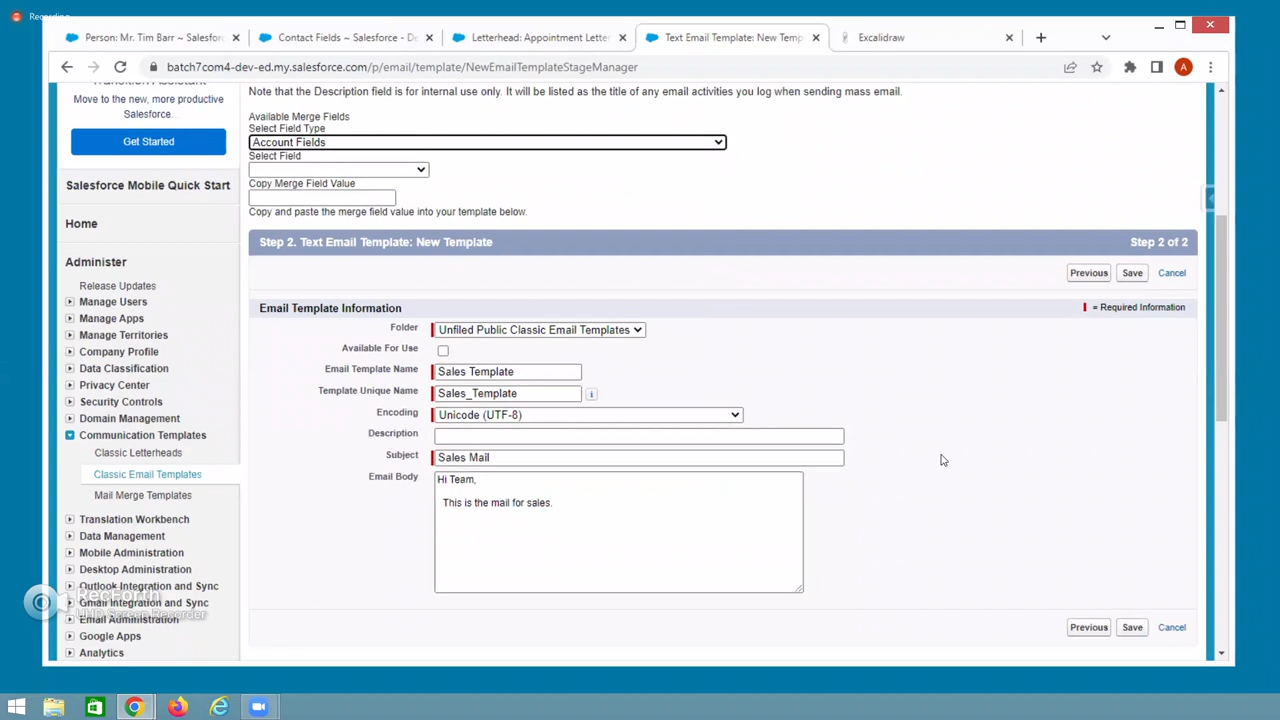 Recording
Person: Mr. Tim Barr ~ Salesfor
Contact Fields ~ Salesforce - De
Letterhead: Appointment Letter
Text Email Template: New Temp
Excalidraw
batch7com4-dev-ed.my.salesforce.com/p/email/template/NewEmailTemplateStageManager
Move to the new, more productive
Salesforce.
Get Started
Salesforce Mobile Quick Start
Home
Administer
Release Updates
Manage Users
Manage Apps
Manage Territories
Company Profile
Data Classification
Privacy Center
Security Controls
Domain Management
Communication Templates
Classic Letterheads
Classic Email Templates
Mail Merge Templates
Translation Workbench
Data Management
Mobile Administration
Desktop Administration
Outlook Integration and Sync
Gmail Integration and Sync
Email Administration
Google Apps
Analytics
RecForth
UHD Screen Recorder
Note that the Description field is for internal use only. It will be listed as the title of any email activities you log when sending mass email.
Available Merge Fields
Select Field Type
Account Fields
Select Field
Copy Merge Field Value
Copy and paste the merge field value into your template below.
Step 2. Text Email Template: New Template
Step 2 of 2
Previous
Save
Cancel
Email Template Information
= Required Information
Folder
Unfiled Public Classic Email Templates
Available For Use
Email Template Name
Sales Template
Template Unique Name
Sales_Template
Encoding
Unicode (UTF-8)
Description
Subject
Sales Mail
Email Body
Hi Team,
This is the mail for sales.
Previous
Save
Cancel